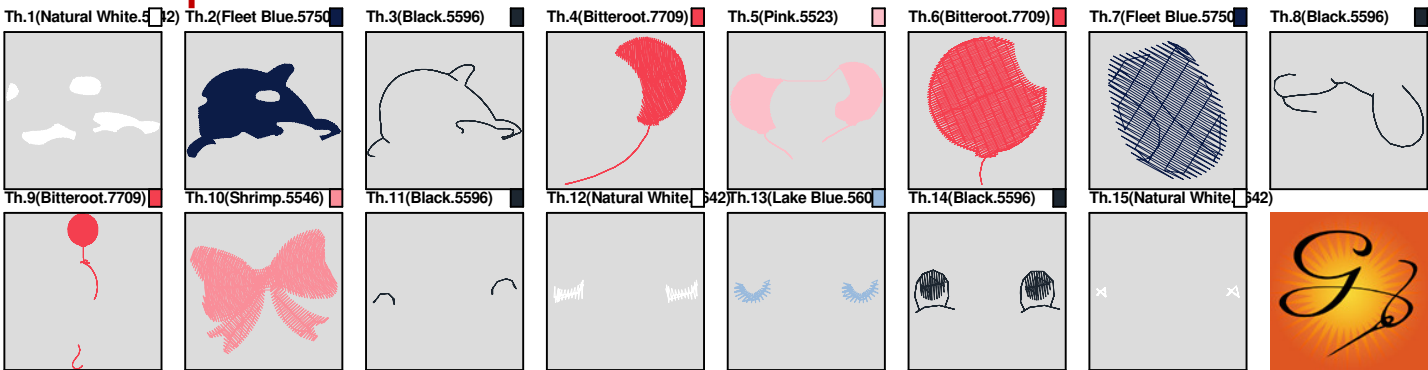 Th.1(Natural White.5642) Th.2(Fleet Blue.5750 Th.3(Black.5596) Th.4(Bitteroot.7709) Th.5(Pink.5523) Th.6(Bitteroot.7709) Th.7(Fleet Blue.5750 Th.8(Black.5596)
Th.9(Bitteroot.7709) Th.10(Shrimp.5546) Th.11(Black.5596) Th.12(Natural White.5642) Th.13(Lake Blue.560 Th.14(Black.5596) Th.15(Natural White.5642)